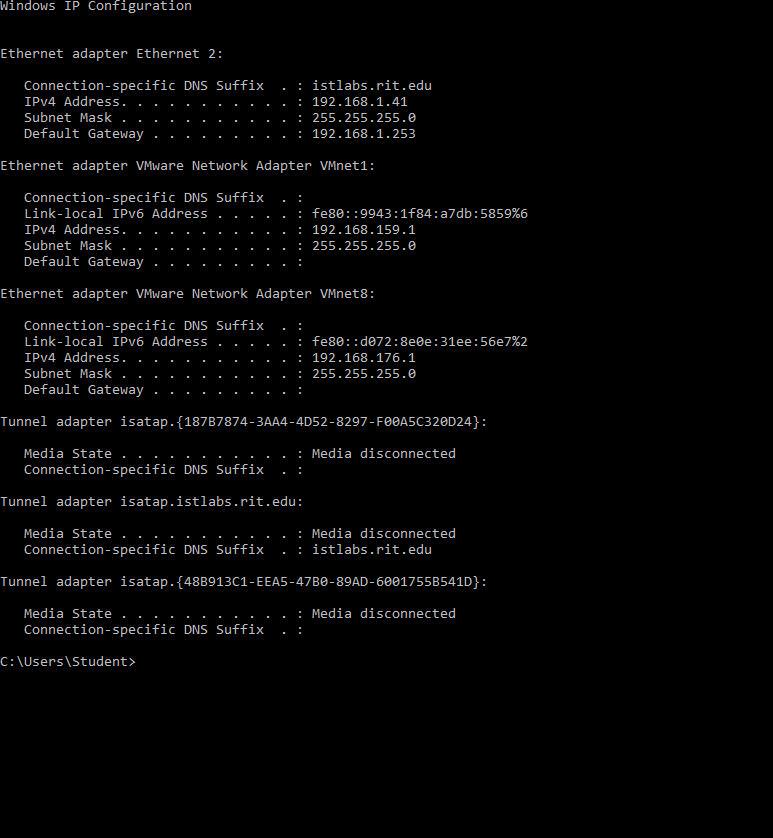 Windows IP Configuration
Ethernet adapter Ethernet 2:
Connection-specific DNS Suffix  . : istlabs.rit.edu
IPv4 Address. . . . . . . . . . . : 192.168.1.41
Subnet Mask . . . . . . . . . . . : 255.255.255.0
Default Gateway . . . . . . . . . : 192.168.1.253
Ethernet adapter VMware Network Adapter VMnet1:
Connection-specific DNS Suffix  . :
Link-local IPv6 Address . . . . . : fe80::9943:1f84:a7db:5859%6
IPv4 Address. . . . . . . . . . . : 192.168.159.1
Subnet Mask . . . . . . . . . . . : 255.255.255.0
Default Gateway . . . . . . . . . :
Ethernet adapter VMware Network Adapter VMnet8:
Connection-specific DNS Suffix  . :
Link-local IPv6 Address . . . . . : fe80::d072:8e0e:31ee:56e7%2
IPv4 Address. . . . . . . . . . . : 192.168.176.1
Subnet Mask . . . . . . . . . . . : 255.255.255.0
Default Gateway . . . . . . . . . :
Tunnel adapter isatap.{187B7874-3AA4-4D52-8297-F00A5C320D24}:
Media State . . . . . . . . . . . : Media disconnected
Connection-specific DNS Suffix  . :
Tunnel adapter isatap.istlabs.rit.edu:
Media State . . . . . . . . . . . : Media disconnected
Connection-specific DNS Suffix  . : istlabs.rit.edu
Tunnel adapter isatap.{48B913C1-EEA5-47B0-89AD-6001755B541D}:
Media State . . . . . . . . . . . : Media disconnected
Connection-specific DNS Suffix  . :
C:\Users\Student>